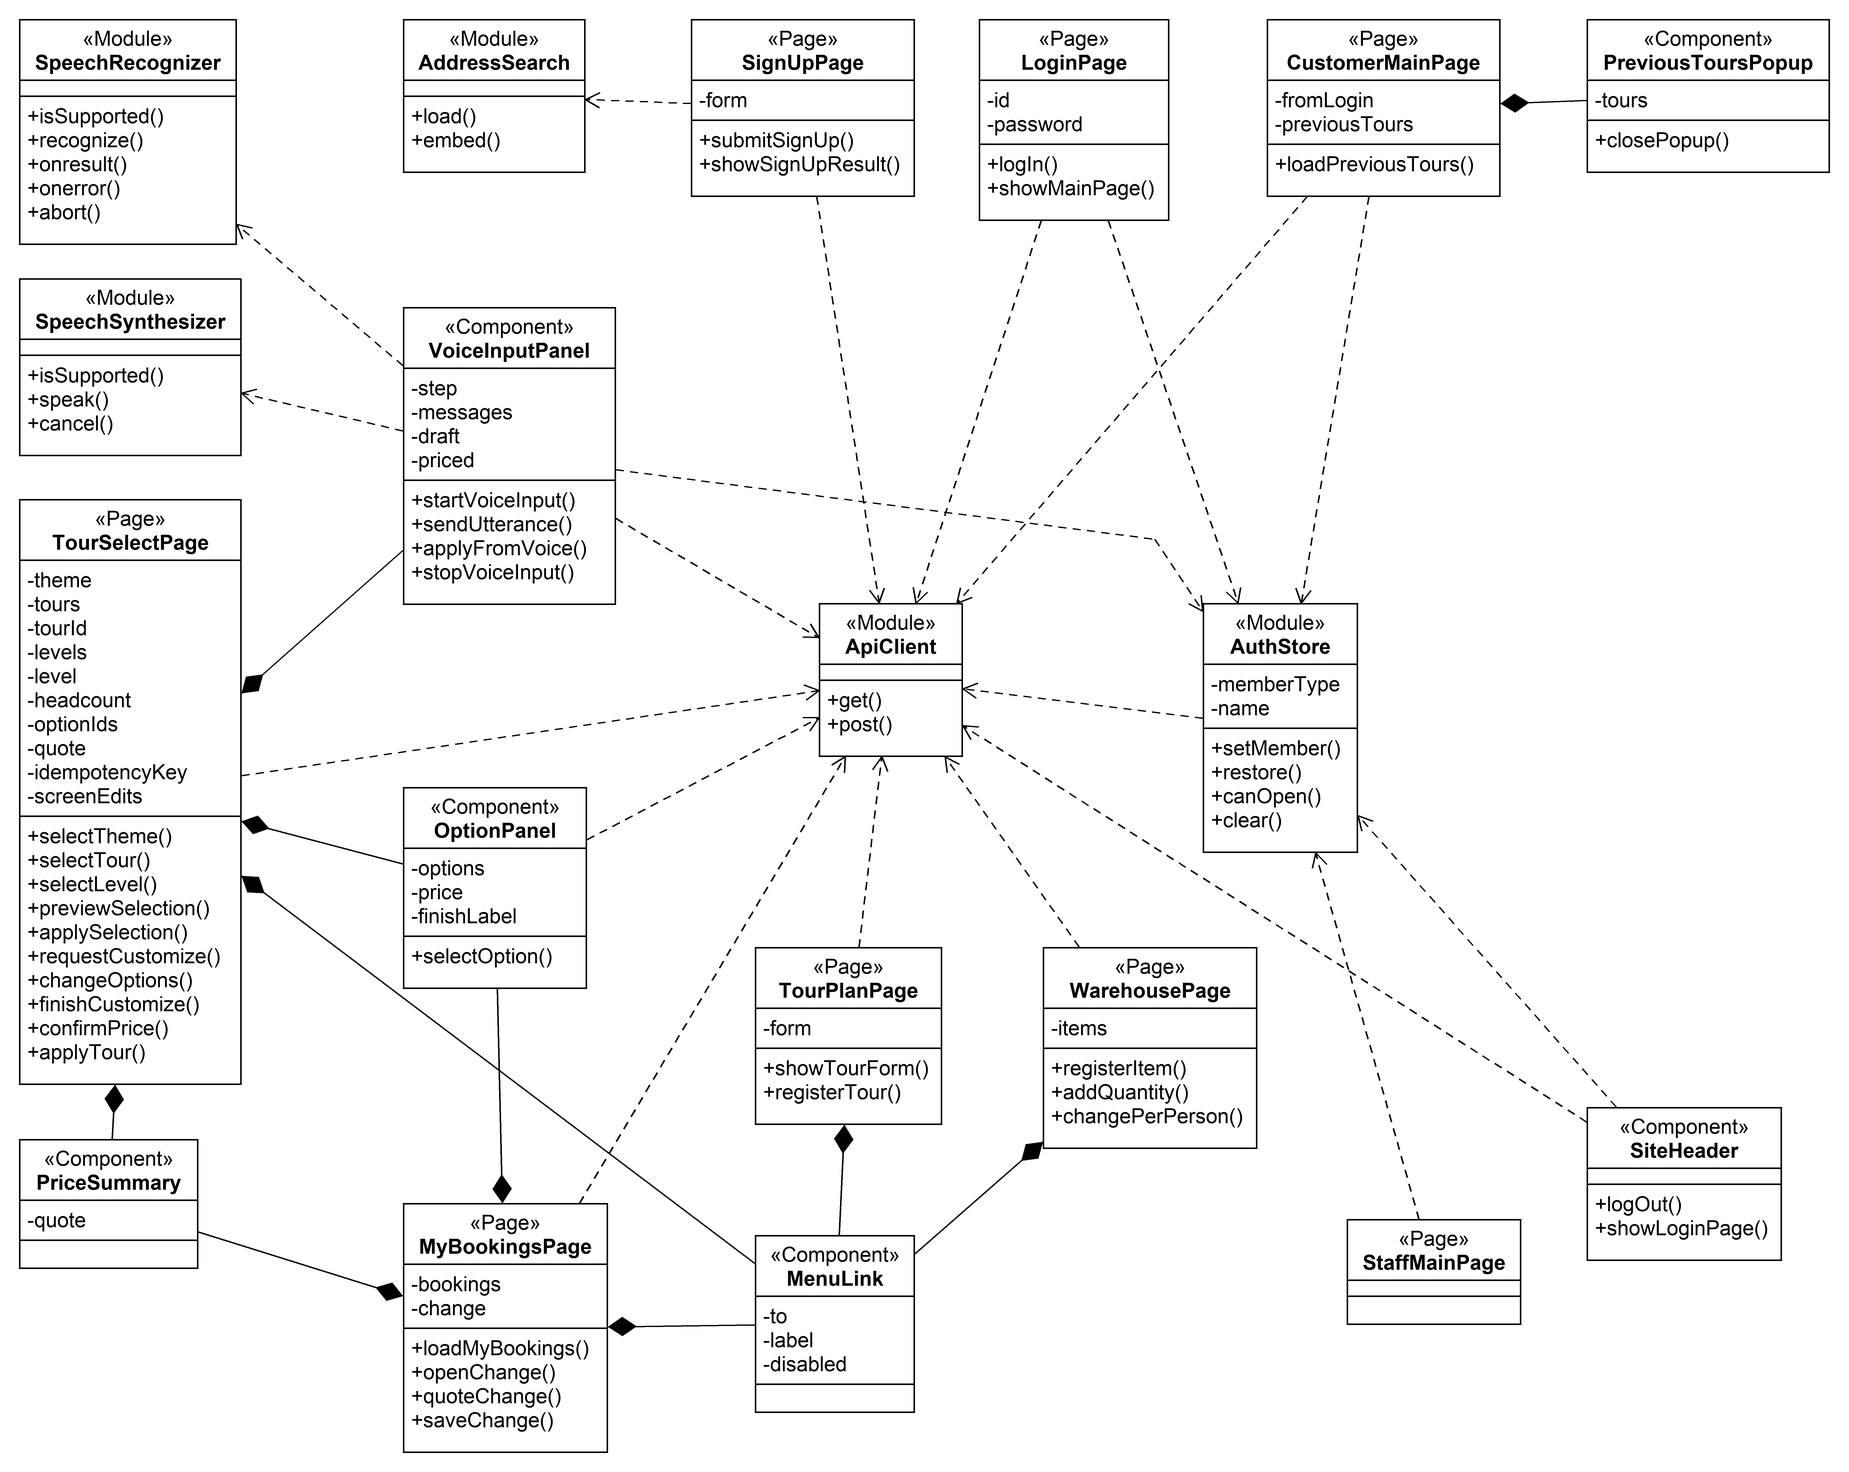 «Module»
SpeechRecognizer
+isSupported()
+recognize()
+onresult()
+onerror()
+abort()
«Module»
AddressSearch
+load()
+embed()
«Page»
SignUpPage
-form
+submitSignUp()
+showSignUpResult()
«Page»
LoginPage
-id
-password
+logIn()
+showMainPage()
«Page»
CustomerMainPage
-fromLogin
-previousTours
+loadPreviousTours()
«Component»
PreviousToursPopup
-tours
+closePopup()
«Module»
SpeechSynthesizer
+isSupported()
+speak()
+cancel()
«Component»
VoiceInputPanel
-step
-messages
-draft
-priced
+startVoiceInput()
+sendUtterance()
+applyFromVoice()
+stopVoiceInput()
«Page»
TourSelectPage
-theme
-tours
-tourId
-levels
-level
-headcount
-optionIds
-quote
-idempotencyKey
-screenEdits
+selectTheme()
+selectTour()
+selectLevel()
+previewSelection()
+applySelection()
+requestCustomize()
+changeOptions()
+finishCustomize()
+confirmPrice()
+applyTour()
«Module»
ApiClient
+get()
+post()
«Module»
AuthStore
-memberType
-name
+setMember()
+restore()
+canOpen()
+clear()
«Component»
OptionPanel
-options
-price
-finishLabel
+selectOption()
«Page»
TourPlanPage
-form
+showTourForm()
+registerTour()
«Page»
WarehousePage
-items
+registerItem()
+addQuantity()
+changePerPerson()
«Component»
SiteHeader
+logOut()
+showLoginPage()
«Component»
PriceSummary
-quote
«Page»
MyBookingsPage
-bookings
-change
+loadMyBookings()
+openChange()
+quoteChange()
+saveChange()
«Component»
MenuLink
-to
-label
-disabled
«Page»
StaffMainPage